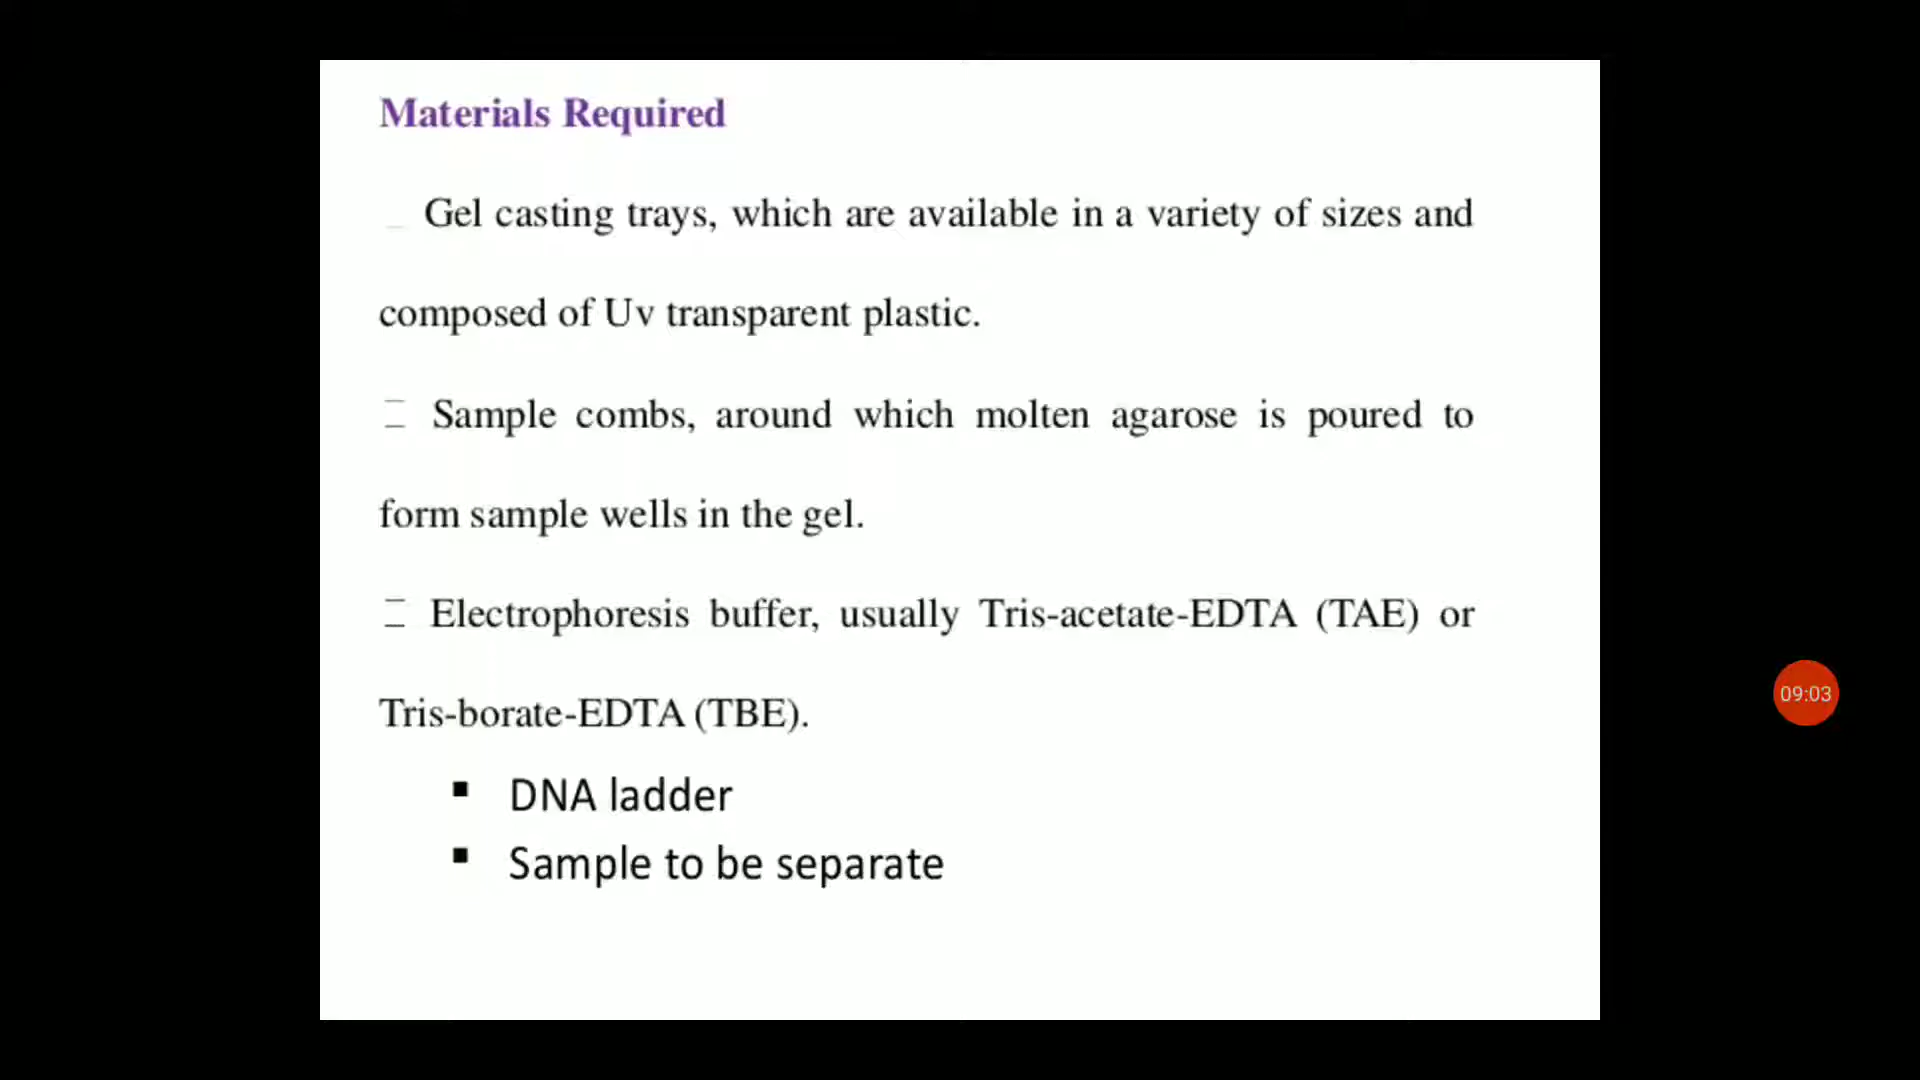 Materials Required
Gel casting trays, which are available in a variety of sizes and
composed of Uv transparent plastic.
Sample combs, around which molten agarose is poured to
form sample wells in the gel.
Electrophoresis buffer, usually Tris-acetate-EDTA (TAE) or
Tris-borate-EDTA (TBE).
▪ DNA ladder
▪ Sample to be separate
09:03